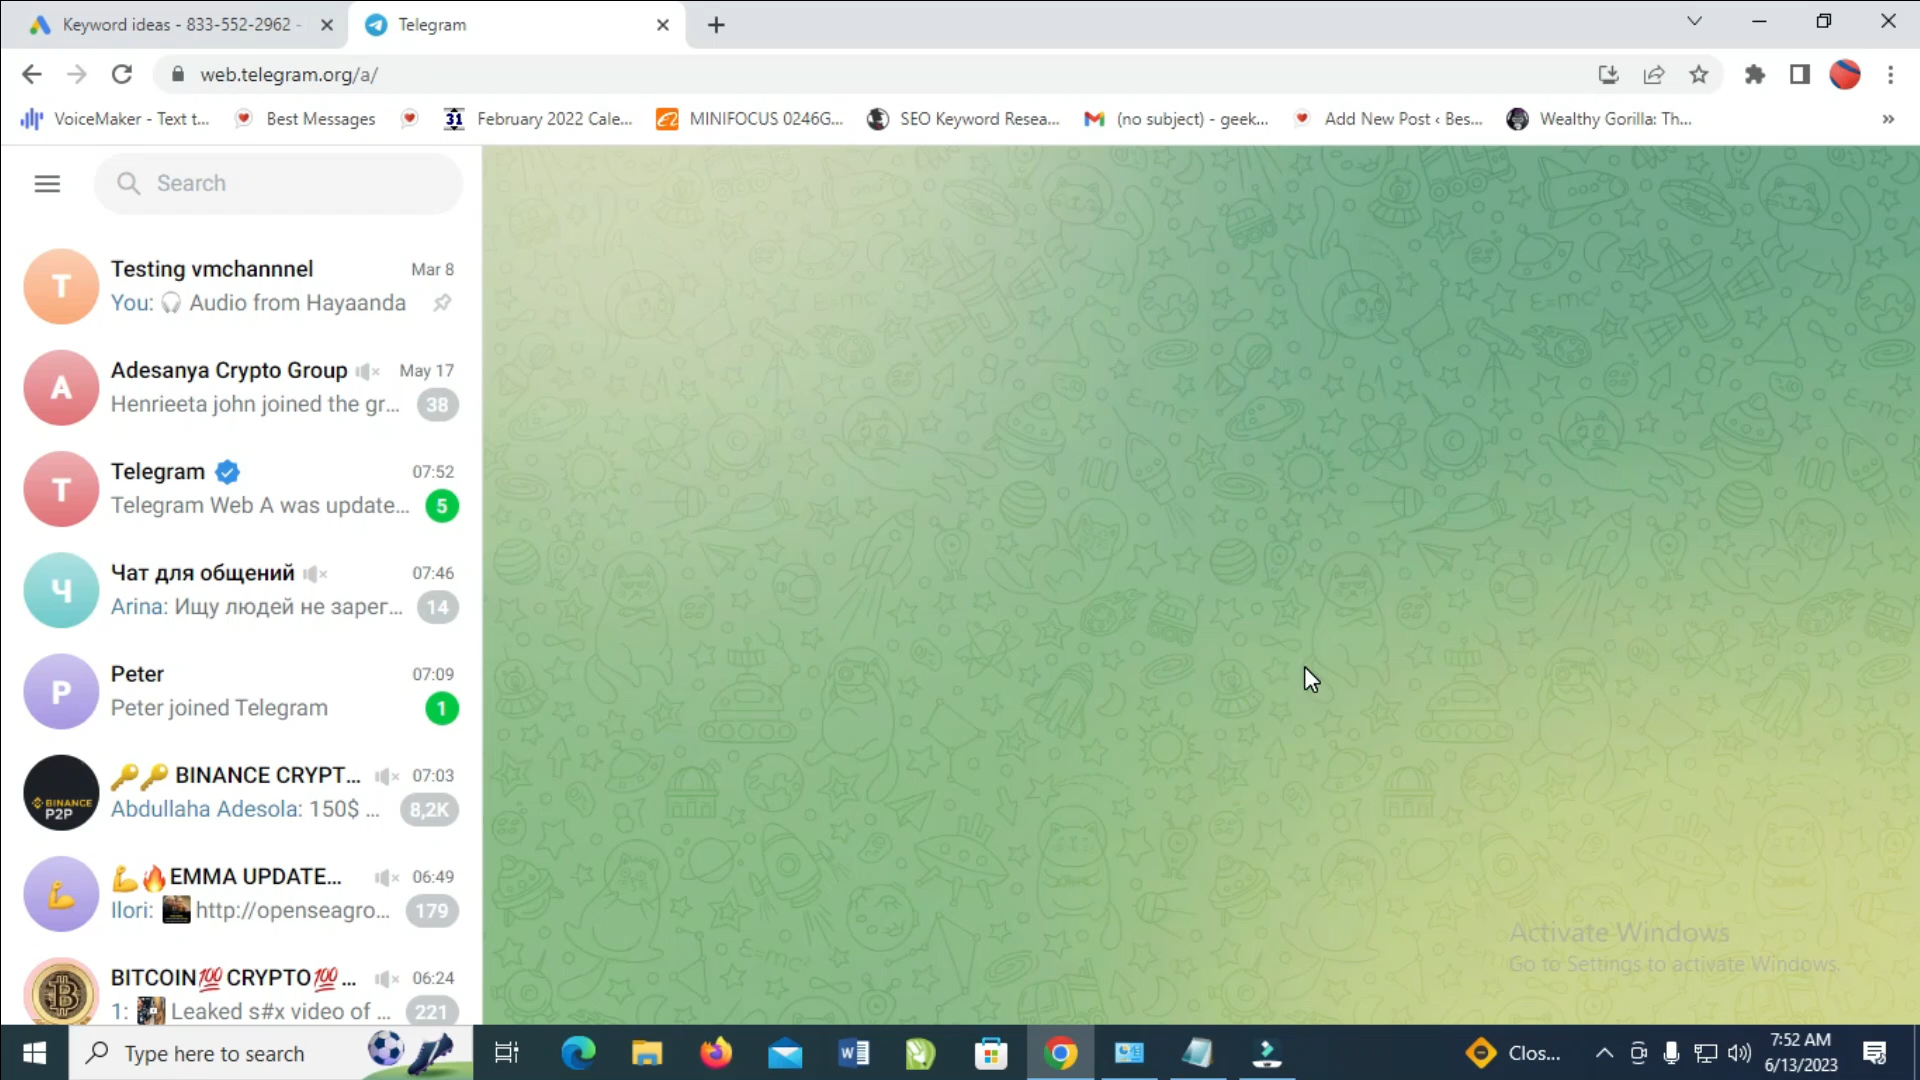 Keyword ideas - 833-552-2962 -
Telegram
web.telegram.org/a/
VoiceMaker - Text t...
Best Messages
31
February 2022 Cale...
MINIFOCUS 0246G...
SEO Keyword Resea...
(no subject) - geek...
Add New Post ‹ Bes...
Wealthy Gorilla: Th...
»
Search
T
Testing vmchannnel
Mar 8
You: 🎧 Audio from Hayaanda
A
Adesanya Crypto Group
May 17
Henrieeta john joined the gr...
38
T
Telegram
07:52
Telegram Web A was update...
5
Ч
Чат для общений
07:46
Arina: Ищу людей не зарег...
14
P
Peter
07:09
Peter joined Telegram
1
BINANCE
P2P
🔑🔑 BINANCE CRYPT...
07:03
Abdullaha Adesola: 150$ ...
8,2K
💪🔥EMMA UPDATE...
06:49
Ilori: http://openseagro...
179
BITCOIN💯CRYPTO💯...
06:24
1: Leaked s#x video of ...
221
E=mc²
Activate Windows
Go to Settings to activate Windows.
Type here to search
Clos...
7:52 AM
6/13/2023